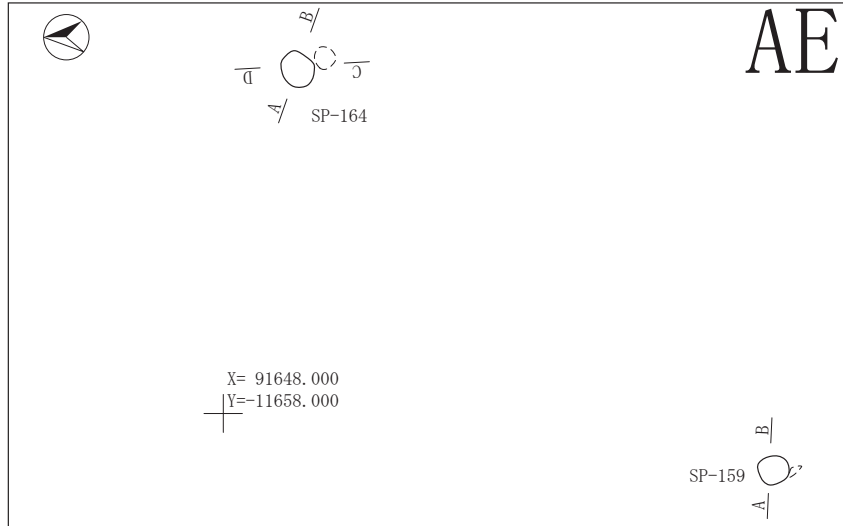 AE
B
D
C
A
SP-164
X= 91648.000
Y=-11658.000
B
SP-159
A